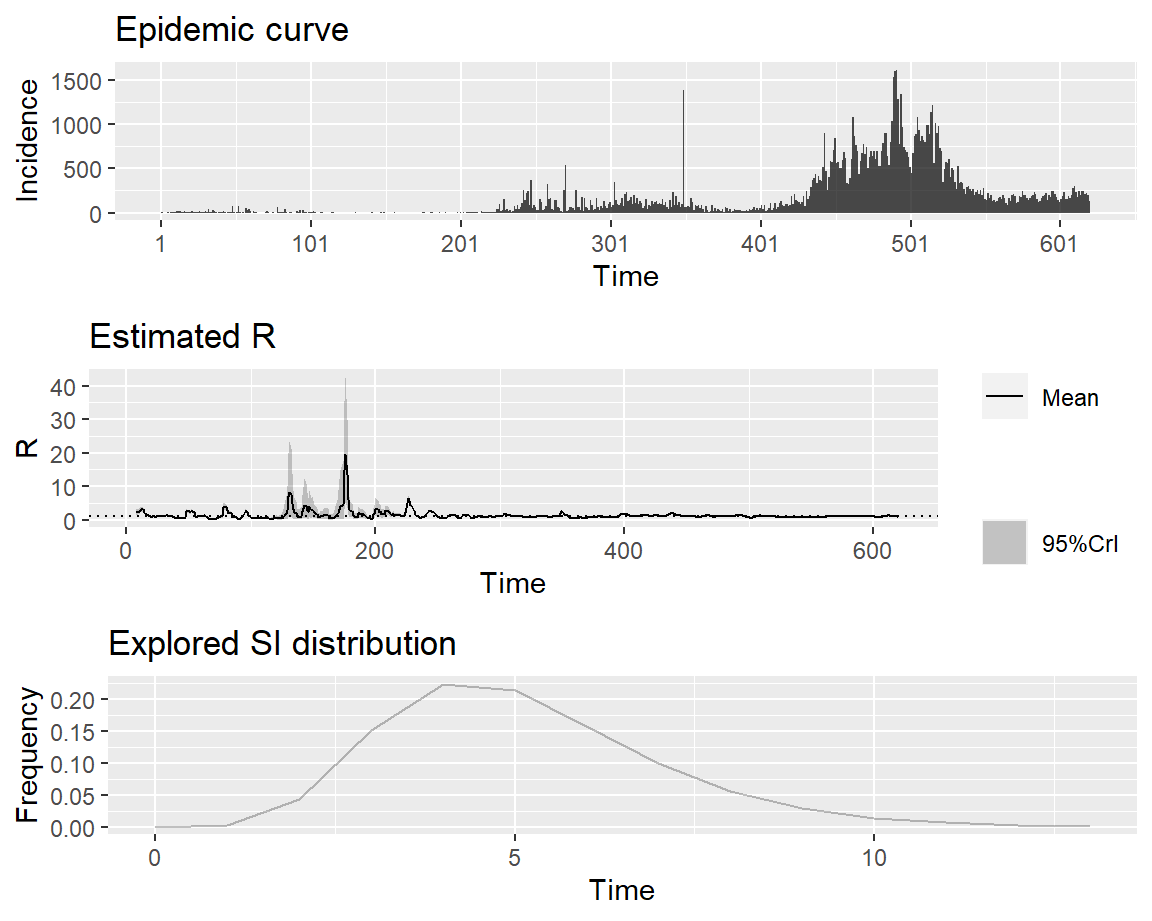 Epidemic curve
1500
1000
500
0
Incidence
1 101 201 301 401 501 601
Time
Estimated R
40
30
20
10
0
R
0 200 400 600
Time
Mean
95%CrI
Explored SI distribution
0.20
0.15
0.10
0.05
0.00
Frequency
0 5 10
Time